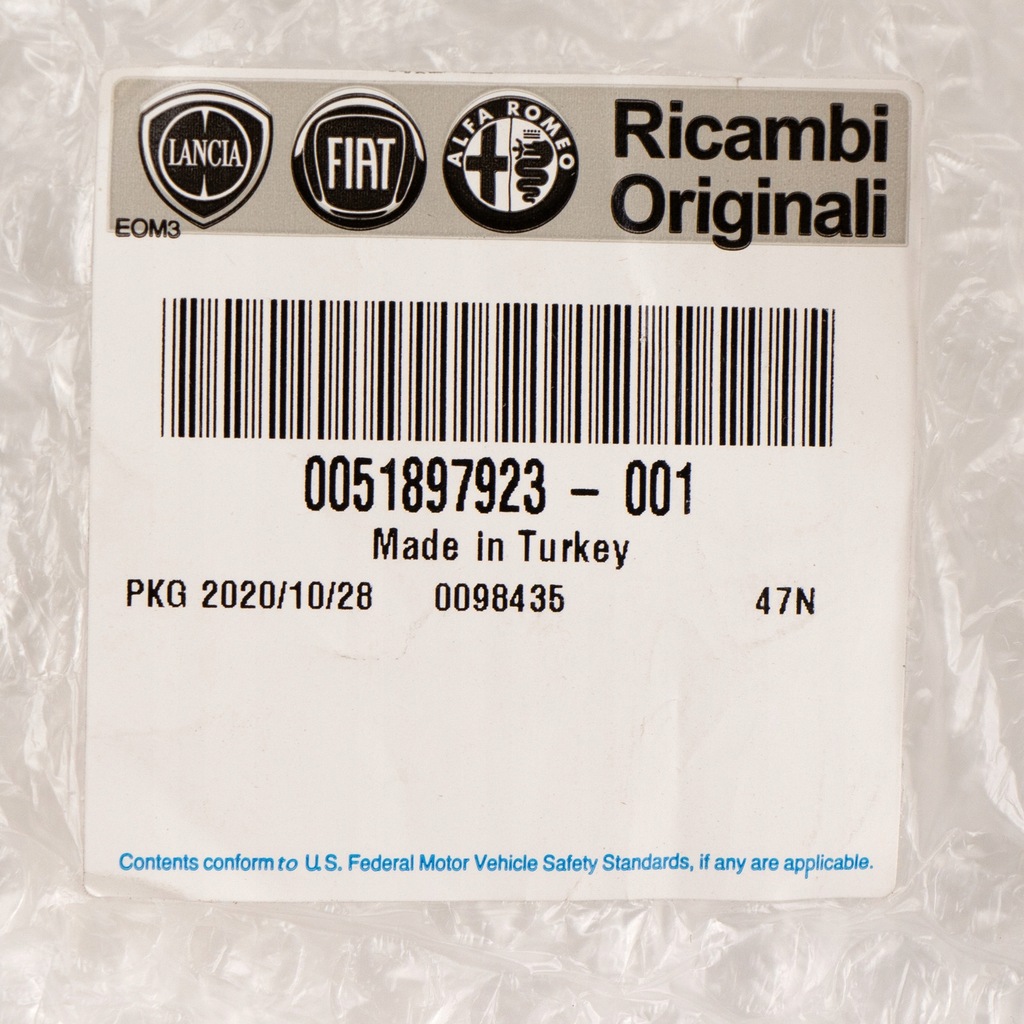 LANCIA
FIAT
ALFA ROMEO
Ricambi
Originali
EOM3
0051897923 - 001
Made in Turkey
PKG 2020/10/28 0098435 47N
Contents conform to U.S. Federal Motor Vehicle Safety Standards, if any are applicable.